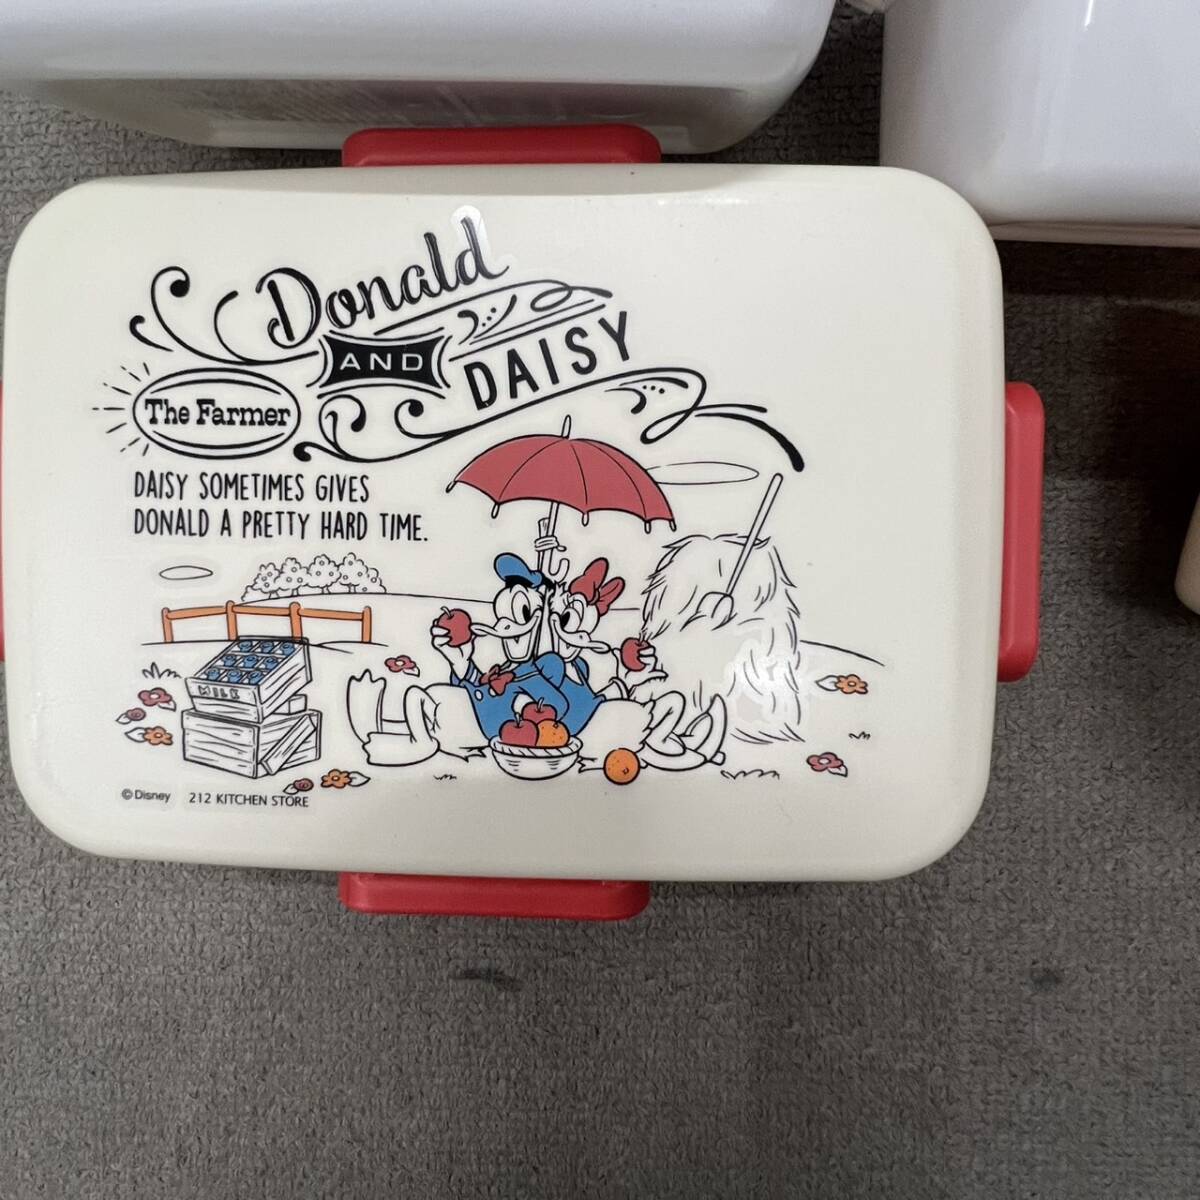 Donald
AND
DAISY
The Farmer
DAISY SOMETIMES GIVES
DONALD A PRETTY HARD TIME.
MILK
©Disney 212 KITCHEN STORE